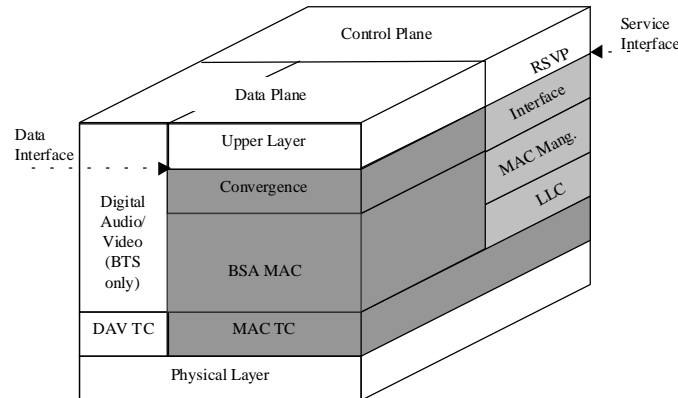 Control Plane
Service
Interface
RSVP
Data Plane
Interface
Data
Interface
Upper Layer
MAC Mang.
Convergence
LLC
Digital
Audio/
Video
(BTS
only)
BSA MAC
DAV TC
MAC TC
Physical Layer